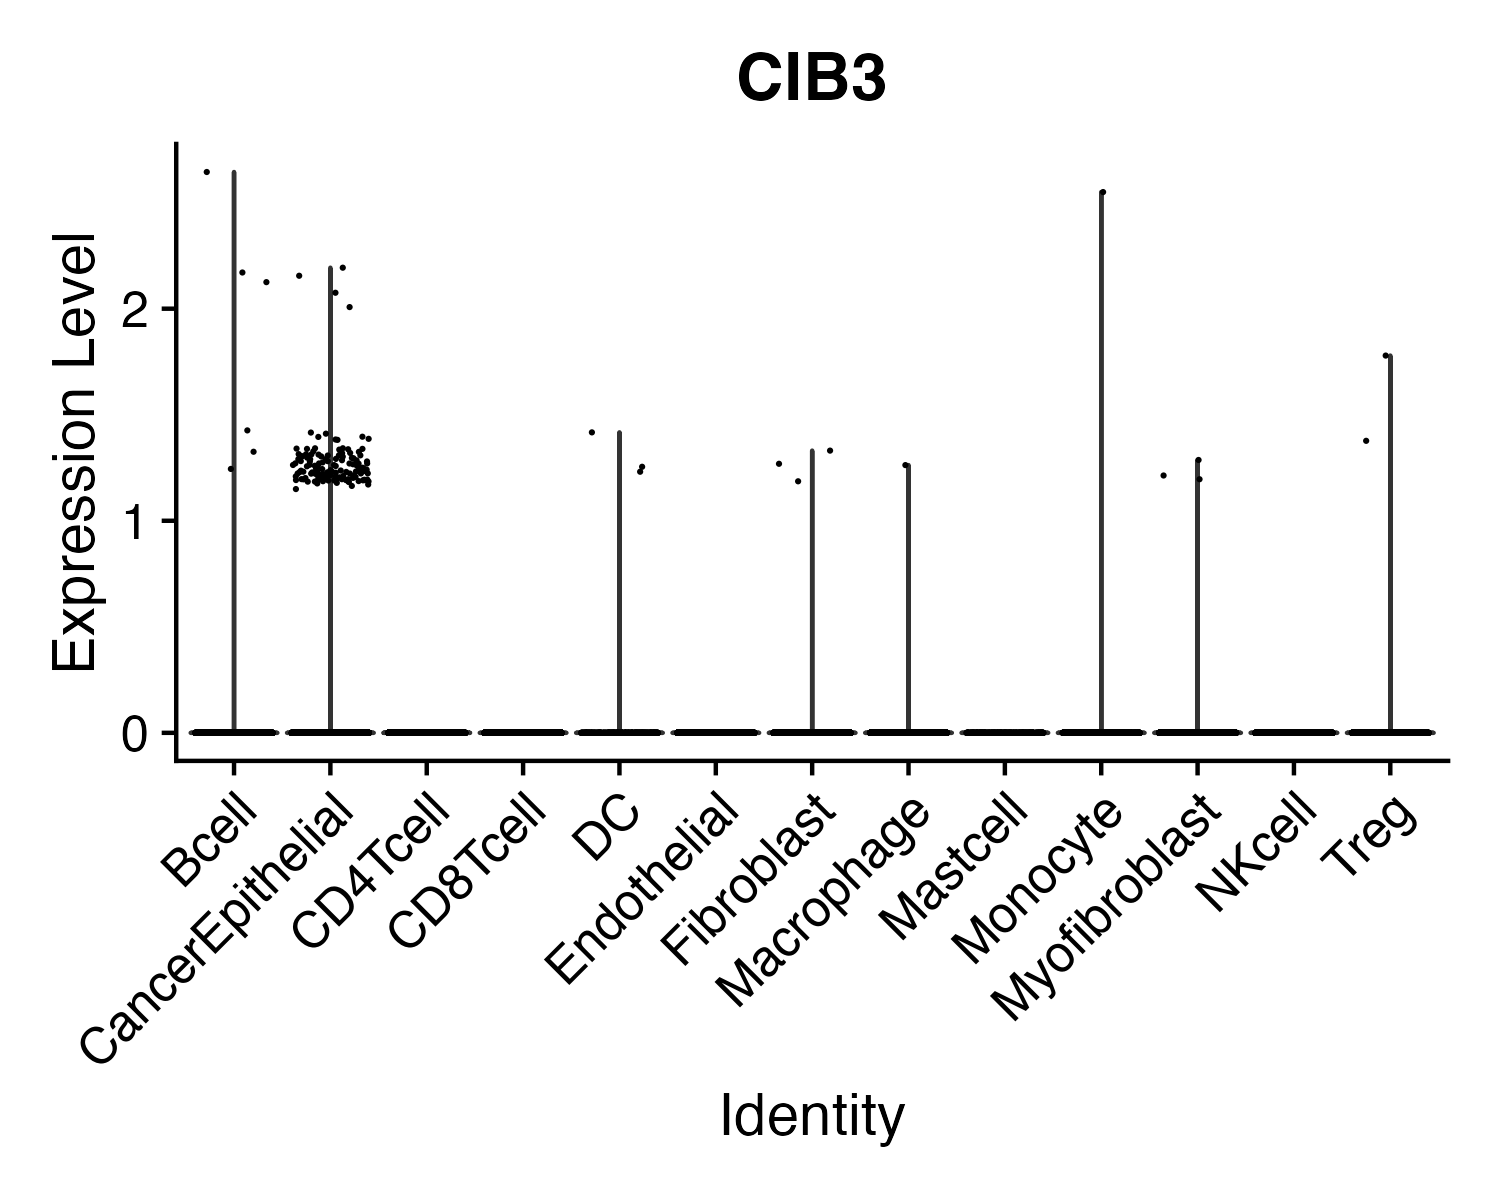 CIB3
Expression Level
2
1
0
Bcell
CancerEpithelial
CD4Tcell
CD8Tcell
DC
Endothelial
Fibroblast
Macrophage
Mastcell
Monocyte
Myofibroblast
NKcell
Treg
Identity